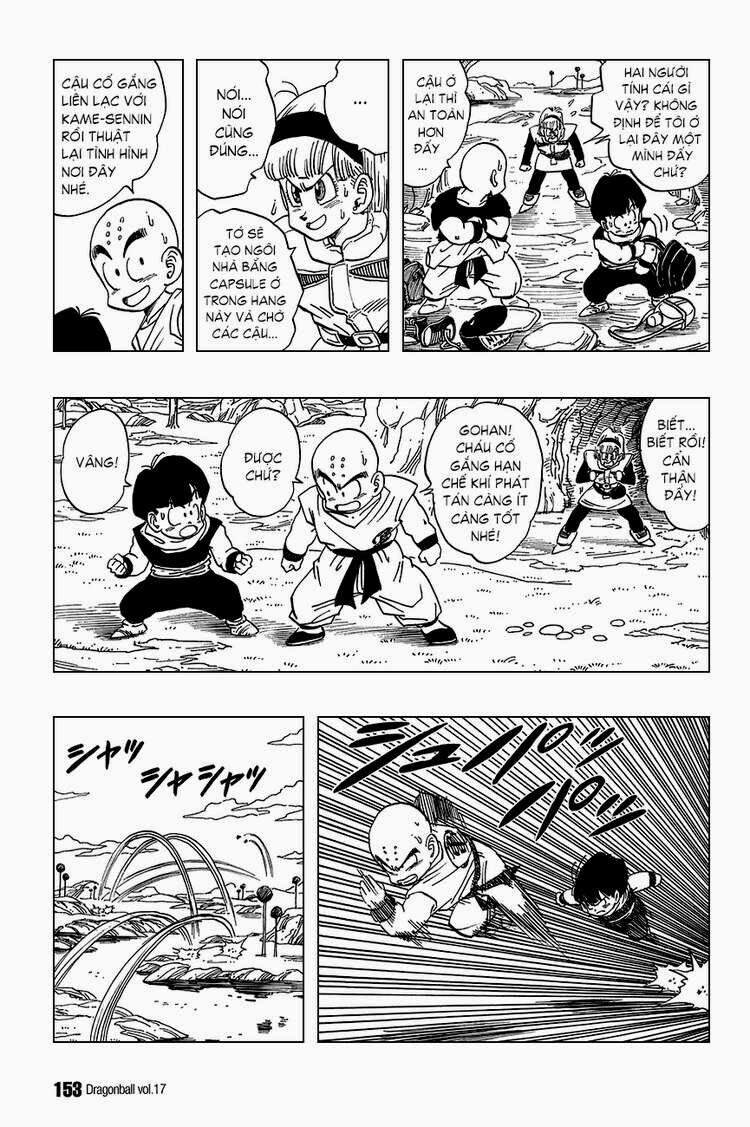 HAI NGƯỜI
TÍNH CÁI GÌ
VẬY? KHÔNG
ĐỊNH ĐỂ TÔI Ở
LẠI ĐÂY MỘT
MÌNH ĐẤY
CHỨ?
CẬU Ở
LẠI THÌ
AN TOÀN
HƠN
ĐẤY
...
...
NÓI...
NÓI
CŨNG
ĐÚNG...
TỚ SẼ
TẠO NGÔI
NHÀ BẰNG
CAPSULE Ở
TRONG HANG
NÀY VÀ CHỜ
CÁC CẬU...
CẬU CỐ GẮNG
LIÊN LẠC VỚI
KAME-SENNIN
RỒI THUẬT
LẠI TÌNH HÌNH
NƠI ĐÂY
NHÉ.
BIẾT...
BIẾT RỒI!
CẨN
THẬN
ĐẤY!
GOHAN!
CHÁU CỐ
GẮNG HẠN
CHẾ KHÍ PHÁT
TÁN CÀNG ÍT
CÀNG TỐT
NHÉ!
ĐƯỢC
CHỨ?
VÂNG!
シュパパッ
パパッ
シャッ
シャシャッ
153 Dragonball vol.17